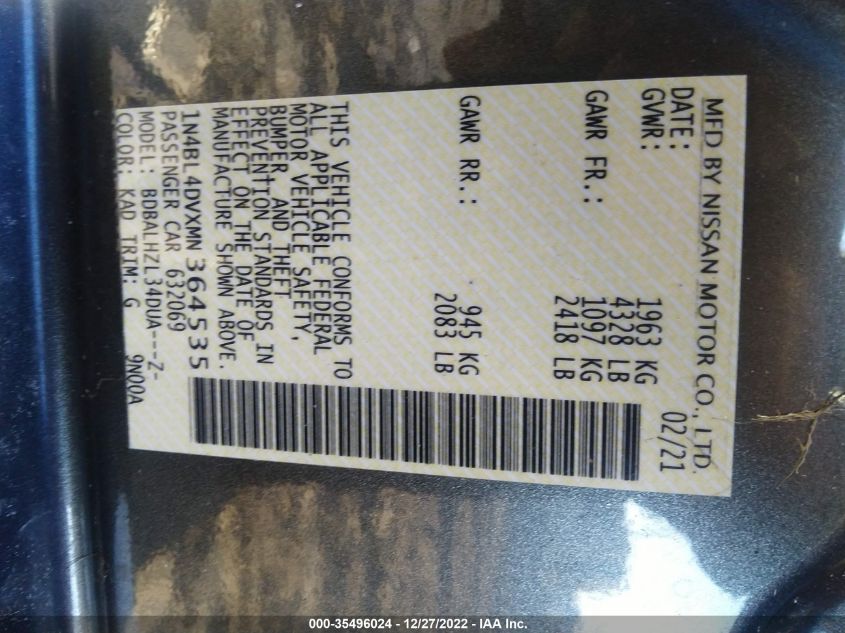 MFD BY NISSAN MOTOR CO., LTD.
DATE: 02/21
GVWR: 1963 KG
4328 LB
GAWR FR.: 1097 KG
2418 LB
GAWR RR.: 945 KG
2083 LB
THIS VEHICLE CONFORMS TO
ALL APPLICABLE FEDERAL
MOTOR VEHICLE SAFETY,
BUMPER AND THEFT
PREVENTION STANDARDS IN
EFFECT ON THE DATE OF
MANUFACTURE SHOWN ABOVE.
1N4BL4DVXMN364535
PASSENGER CAR 632069
MODEL: BDBALHZL34DUA---Z-
COLOR: KAD TRIM: G 9N00A
000-35496024 - 12/27/2022 - IAA Inc.